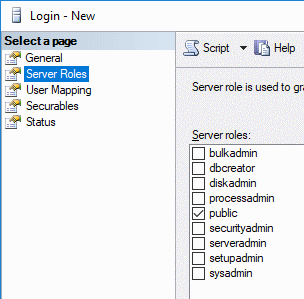 Login - New
Select a page
General
Server Roles
User Mapping
Securables
Status
Script
Help
Server role is used to gra
Server roles:
bulkadmin
dbcreator
diskadmin
processadmin
public
securityadmin
serveradmin
setupadmin
sysadmin